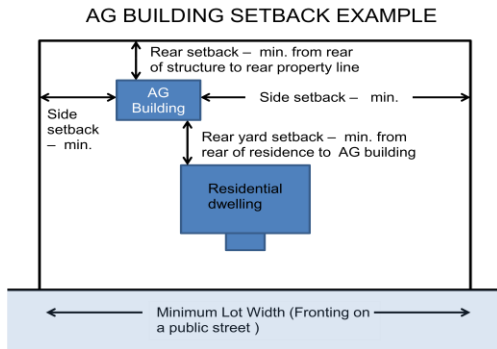 AG BUILDING SETBACK EXAMPLE
Rear setback – min. from rear
of structure to rear property line
AG
Building
Side setback – min.
Side
setback
– min.
Rear yard setback – min. from
rear of residence to AG building
Residential
dwelling
Minimum Lot Width (Fronting on
a public street )